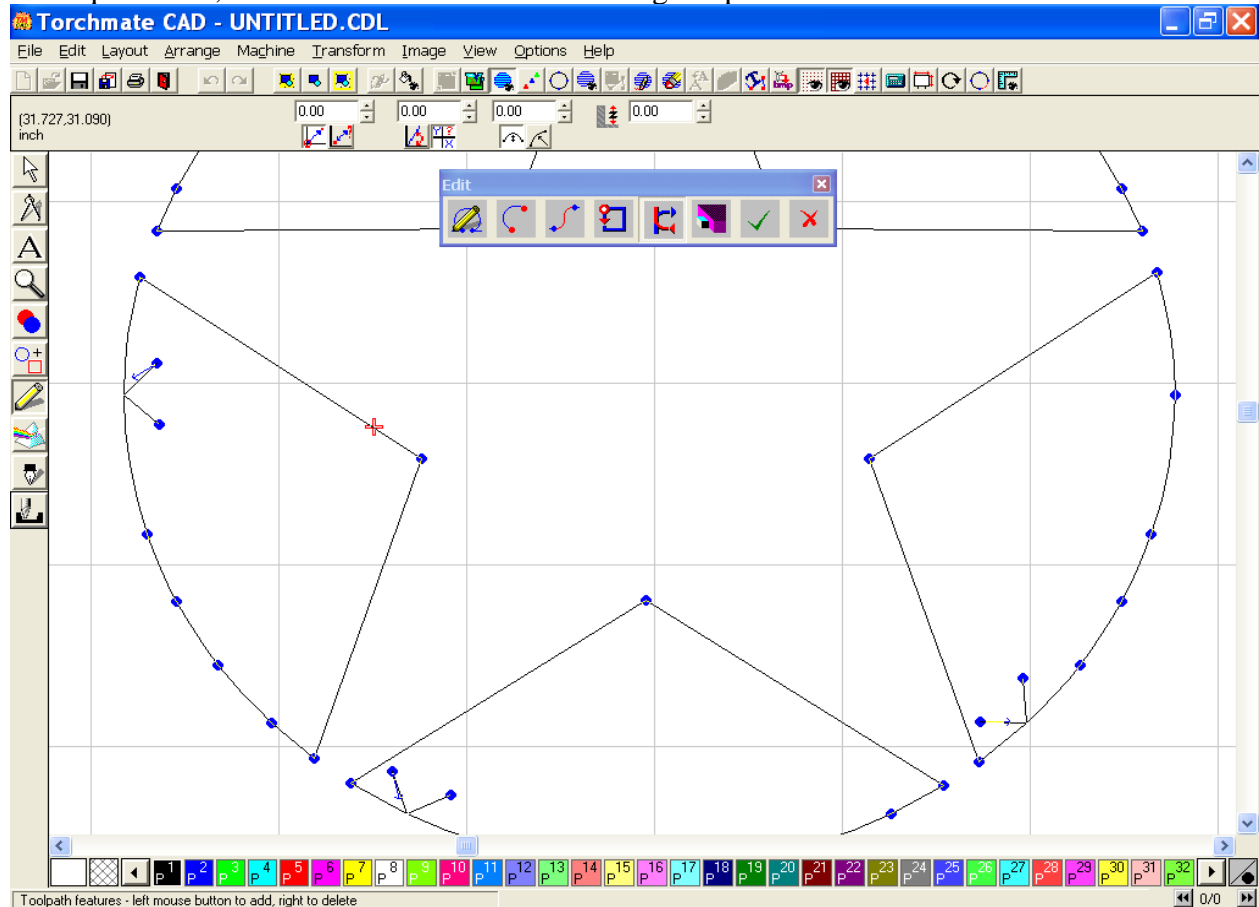 Torchmate CAD - UNTITLED.CDL
File Edit Layout Arrange Machine Transform Image View Options Help
(31.727,31.090)
inch
0.00 0.00 0.00 0.00
Edit
A
P1 P2 P3 P4 P5 P6 P7 P8 P9 P10 P11 P12 P13 P14 P15 P16 P17 P18 P19 P20 P21 P22 P23 P24 P25 P26 P27 P28 P29 P30 P31 P32
Toolpath features - left mouse button to add, right to delete 0/0